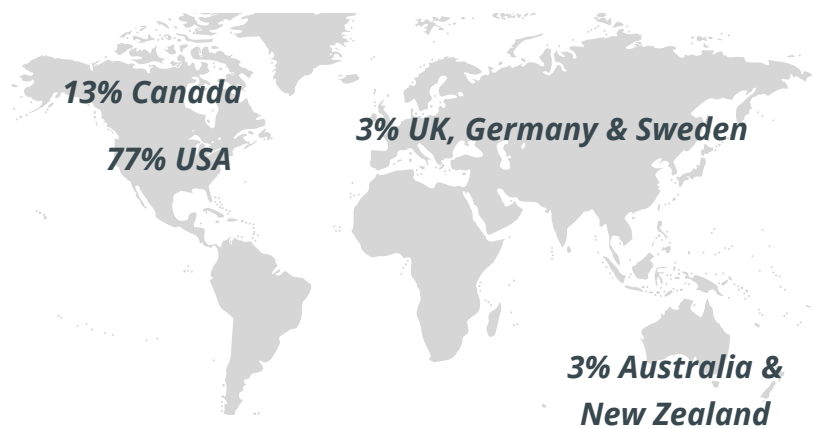 13% Canada
3% UK, Germany & Sweden
77% USA
3% Australia &
New Zealand